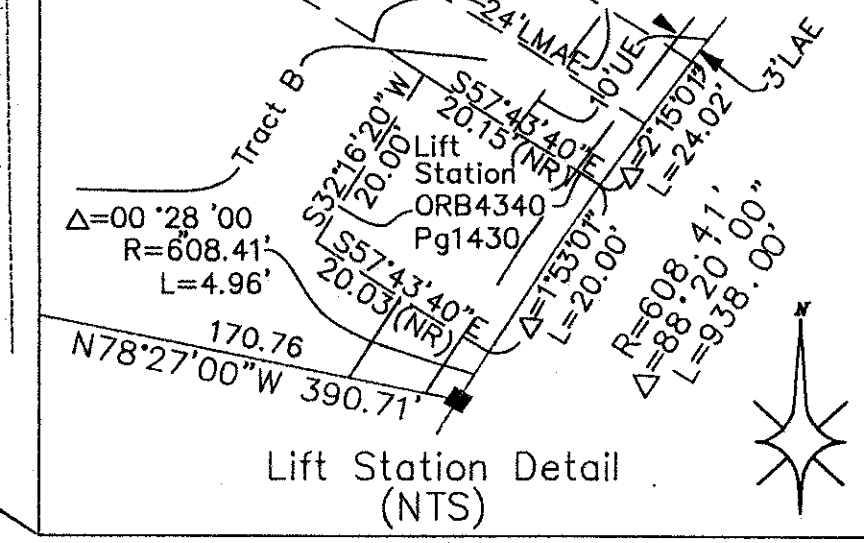 24'LMAE
10'UE
3'LAE
Tract B
S57°43'40"E
20.15'(NR)
Δ=2°15'01"
L=24.02'
S32°16'20"W
20.00'
Lift
Station
ORB4340
Pg1430
Δ=00°28'00"
R=608.41'
L=4.96'
S57°43'40"E
20.03(NR)
Δ=1°53'01"
L=20.00'
R=608.41'
Δ=88°20'00"
L=938.00'
170.76
N78°27'00"W 390.71'
N
Lift Station Detail
(NTS)